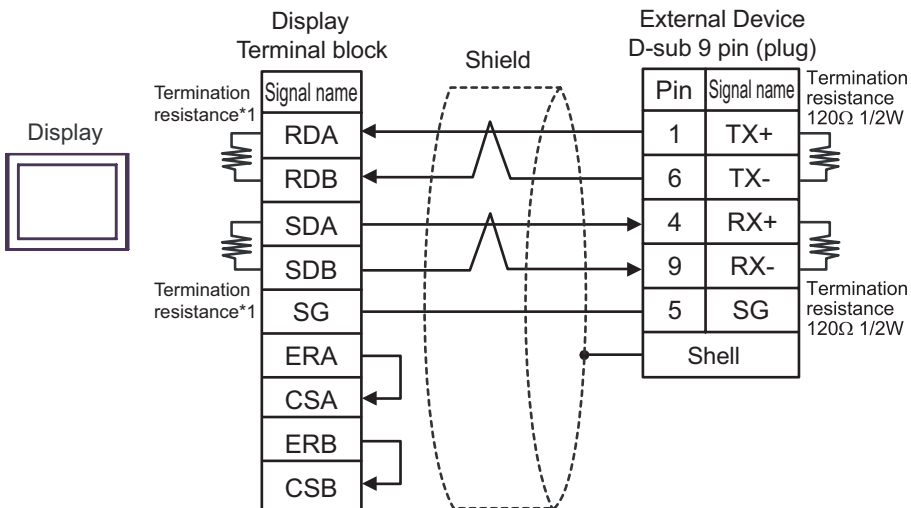 Display
Display
Terminal block
Shield
External Device
D-sub 9 pin (plug)
Termination
resistance*1
Termination
resistance*1
Signal name
RDA
RDB
SDA
SDB
SG
ERA
CSA
ERB
CSB
Pin Signal name
1 TX+
6 TX-
4 RX+
9 RX-
5 SG
Shell
Termination
resistance
120Ω 1/2W
Termination
resistance
120Ω 1/2W